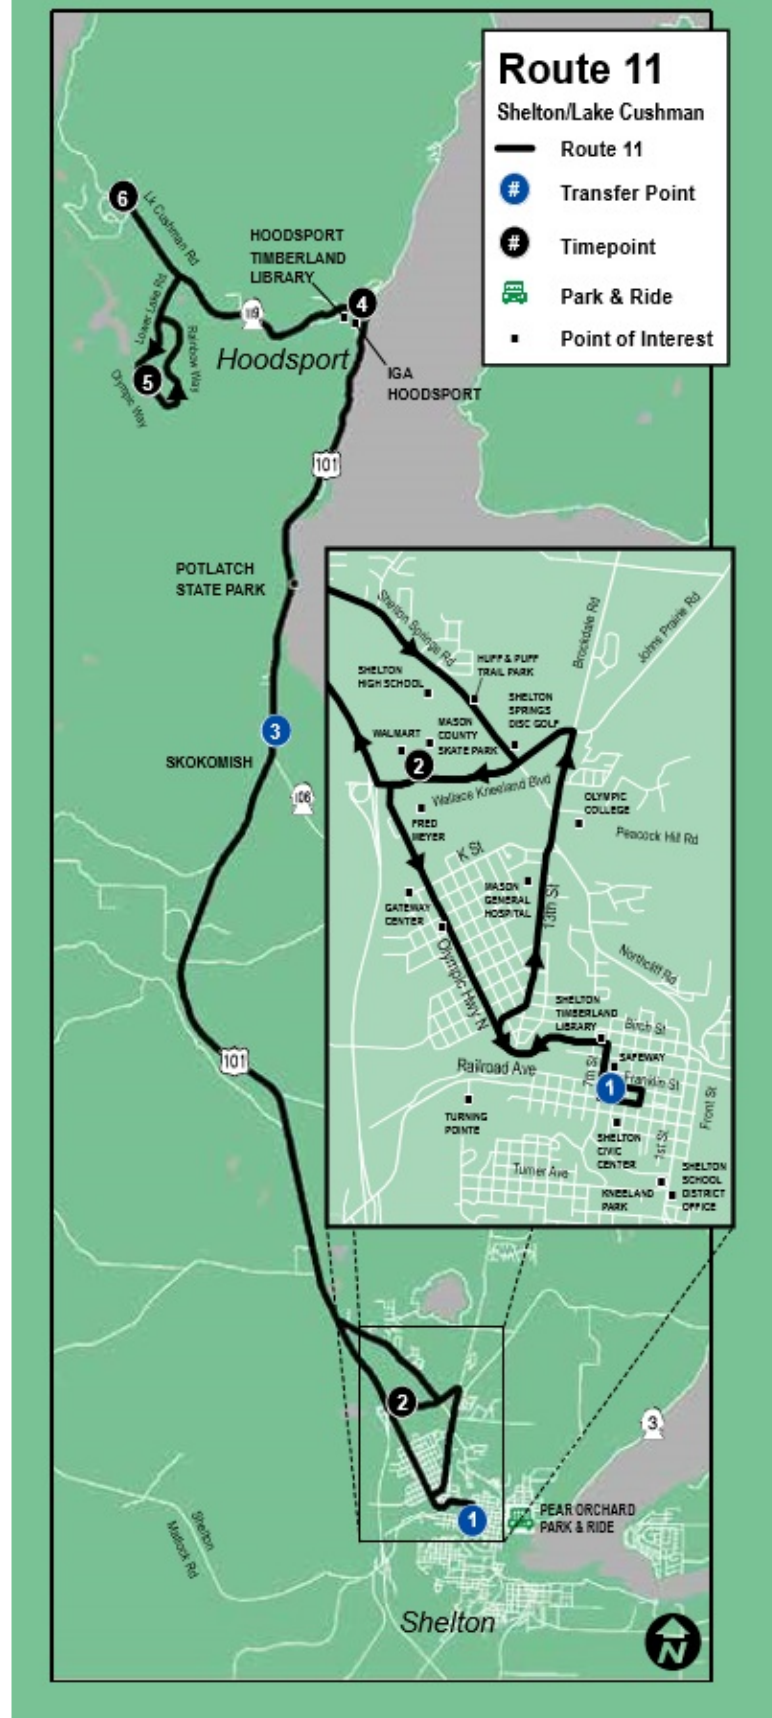 Route 11
Shelton/Lake Cushman
Route 11
# Transfer Point
# Timepoint
Park & Ride
Point of Interest
6
Lk Cushman Rd
HOODSPORT
TIMBERLAND
LIBRARY
4
119
Lower Lake Rd
Rainbow Way
Hoodsport
5
Olympic Way
IGA
HOODSPORT
101
POTLATCH
STATE PARK
3
SKOKOMISH
106
101
Shelton Springs Rd
Brockdale Rd
Johns Prairie Rd
HUFF & PUFF
TRAIL PARK
SHELTON
HIGH SCHOOL
SHELTON
SPRINGS
DISC GOLF
WALMART
MASON
COUNTY
SKATE PARK
2
Wallace Kneeland Blvd
OLYMPIC
COLLEGE
FRED
MEYER
Peacock Hill Rd
K St
MASON
GENERAL
HOSPITAL
GATEWAY
CENTER
13th St
Olympic Hwy N
Northcliff Rd
SHELTON
TIMBERLAND
LIBRARY
Birch St
Railroad Ave
7th St
SAFEWAY
1
Franklin St
Front St
TURNING
POINTE
SHELTON
CIVIC
CENTER
1st St
Turner Ave
KNEELAND
PARK
SHELTON
SCHOOL
DISTRICT
OFFICE
2
3
1
PEAR ORCHARD
PARK & RIDE
Shelton
Matlock Rd
Shelton
N